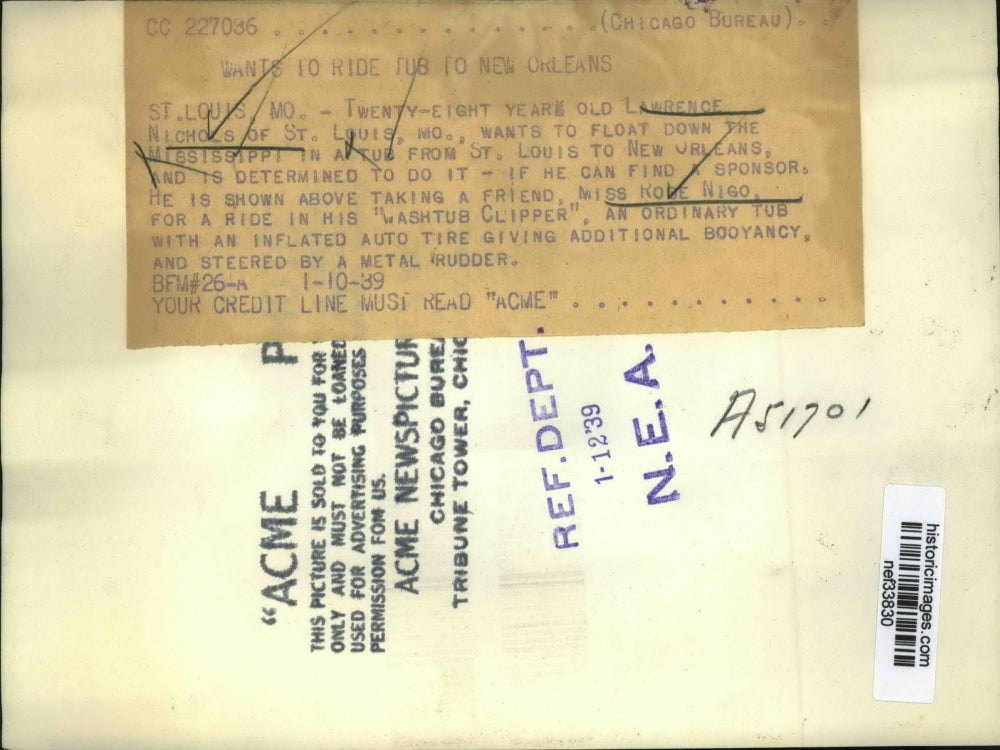 CC 227036 . . . . . . . . . . . . . . . (CHICAGO BUREAU). .
WANTS TO RIDE TUB TO NEW ORLEANS
ST.LOUIS, MO. - TWENTY-EIGHT YEAR OLD LAWRENCE
NICHOLS OF ST. LOUIS, MO., WANTS TO FLOAT DOWN THE
MISSISSIPPI IN A TUB FROM ST. LOUIS TO NEW ORLEANS,
AND IS DETERMINED TO DO IT - IF HE CAN FIND A SPONSOR.
HE IS SHOWN ABOVE TAKING A FRIEND, MISS ROSE NIGO,
FOR A RIDE IN HIS "WASHTUB CLIPPER", AN ORDINARY TUB
WITH AN INFLATED AUTO TIRE GIVING ADDITIONAL BOOYANCY,
AND STEERED BY A METAL RUDDER.
BFM#26-A 1-10-39
YOUR CREDIT LINE MUST READ "ACME" . . . . . . . . . . . .
"ACME P
THIS PICTURE IS SOLD TO YOU FOR
ONLY AND MUST NOT BE LOANED
USED FOR ADVERTISING PURPOSES
PERMISSION FOM US.
ACME NEWSPICTUR
CHICAGO BUREA
TRIBUNE TOWER, CHIC
REF. DEPT.
1-12-39
N.E.A.
A51701
historicimages.com
nef33830